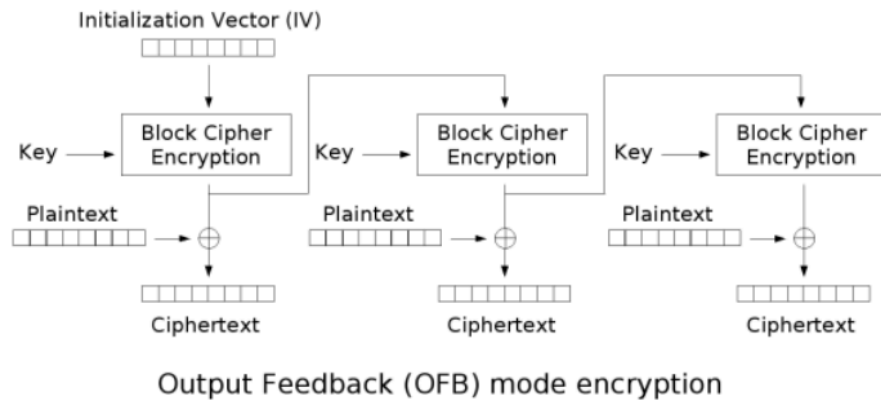 Initialization Vector (IV)
Block Cipher
Encryption
Key
Block Cipher
Encryption
Key
Block Cipher
Encryption
Key
Plaintext
Plaintext
Plaintext
Ciphertext
Ciphertext
Ciphertext
Output Feedback (OFB) mode encryption